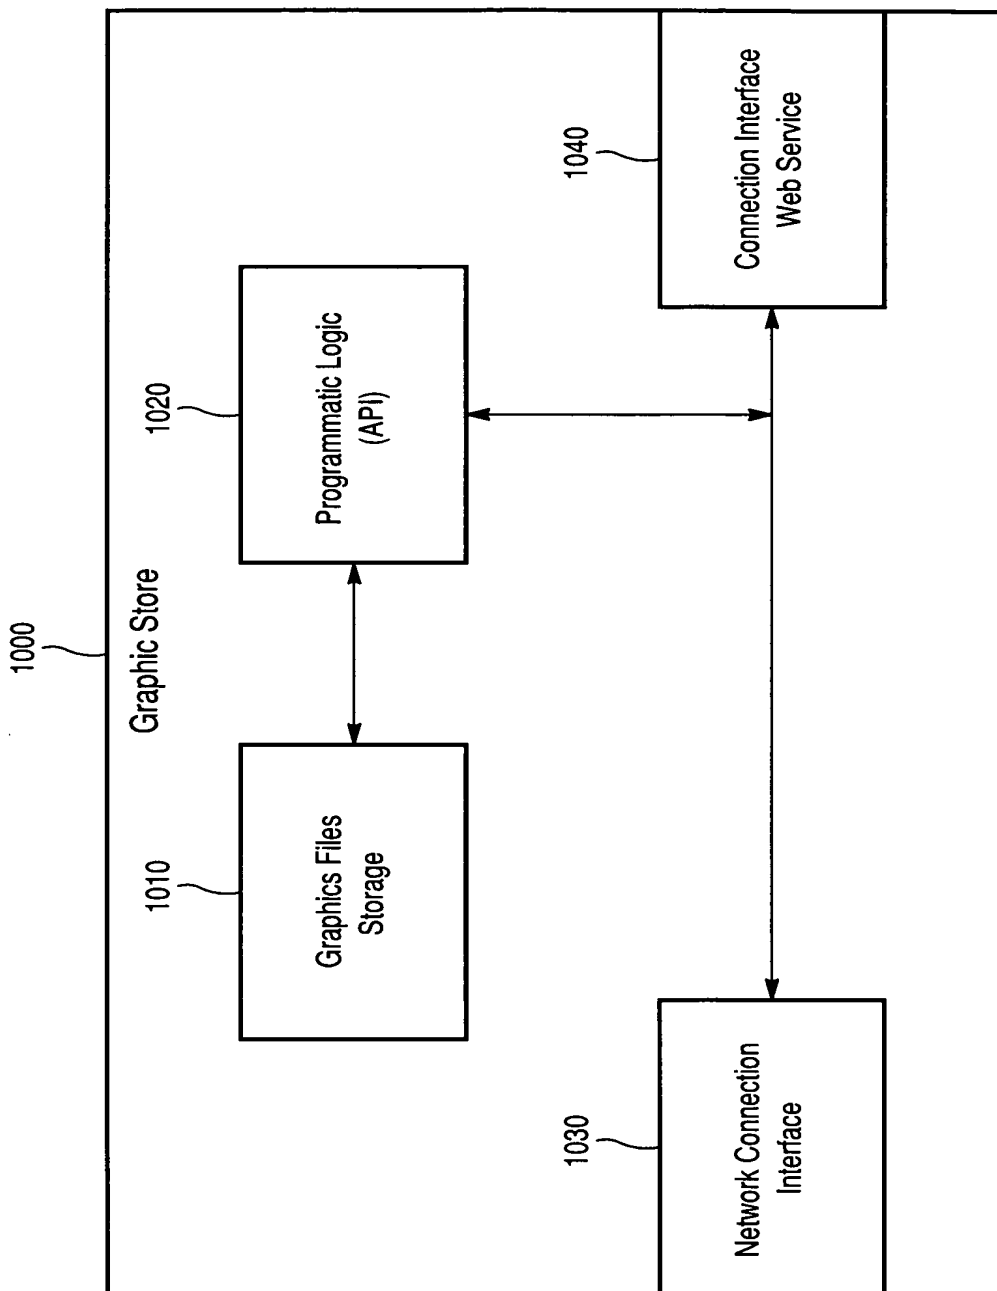 1000
Graphic Store
1010
Graphics Files
Storage
1020
Programmatic Logic
(API)
1030
Network Connection
Interface
1040
Connection Interface
Web Service